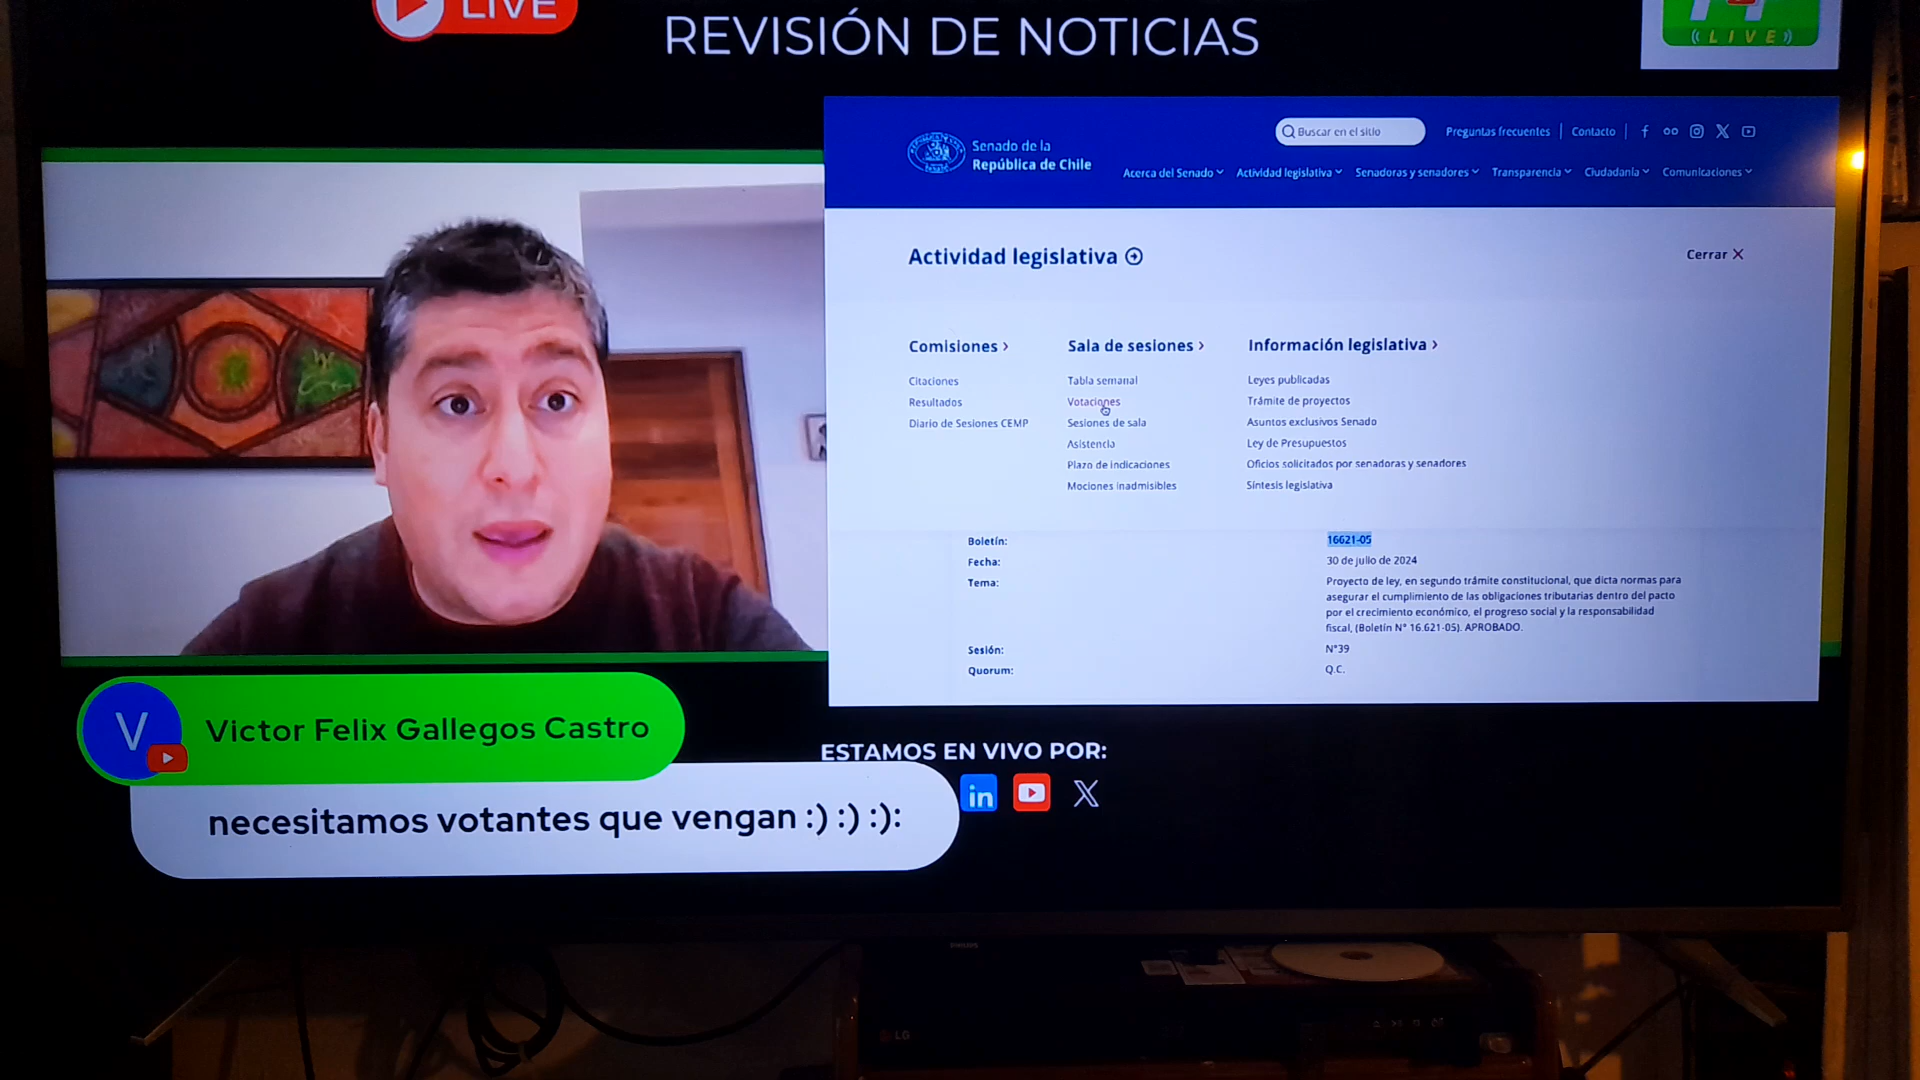 LIVE
REVISIÓN DE NOTICIAS
LIVE
Senado de la
República de Chile
Buscar en el sitio
Preguntas frecuentes
Contacto
Acerca del Senado
Actividad legislativa
Senadoras y senadores
Transparencia
Ciudadanía
Comunicaciones
Actividad legislativa
Cerrar X
Comisiones >
Citaciones
Resultados
Diario de Sesiones CEMP
Sala de sesiones >
Tabla semanal
Votaciones
Sesiones de sala
Asistencia
Plazo de indicaciones
Mociones inadmisibles
Información legislativa >
Leyes publicadas
Trámite de proyectos
Asuntos exclusivos Senado
Ley de Presupuestos
Oficios solicitados por senadoras y senadores
Síntesis legislativa
Boletín: 16621-05
Fecha: 30 de julio de 2024
Tema: Proyecto de ley, en segundo trámite constitucional, que dicta normas para
asegurar el cumplimiento de las obligaciones tributarias dentro del pacto
por el crecimiento económico, el progreso social y la responsabilidad
fiscal, (Boletín N° 16.621-05). APROBADO.
Sesión: N°39
Quorum: Q.C.
V
Victor Felix Gallegos Castro
necesitamos votantes que vengan :) :) :):
ESTAMOS EN VIVO POR:
in
X
PHILIPS
LG